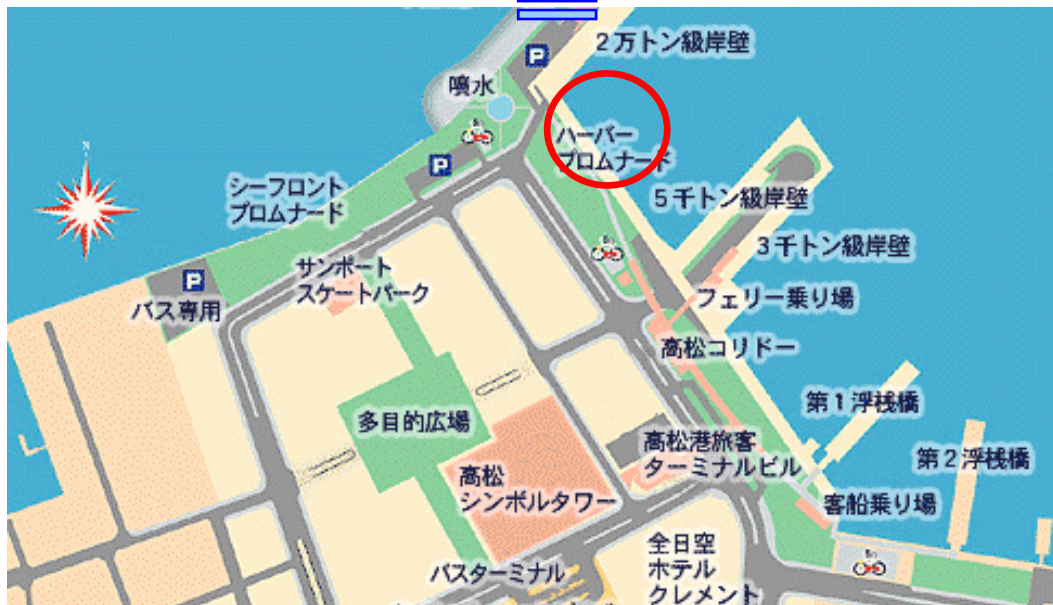 2万トン級岸壁
P
噴水
ハーバー
プロムナード
P
シーフロント
プロムナード
5千トン級岸壁
N
3千トン級岸壁
サンポート
スケートパーク
P
バス専用
フェリー乗り場
高松コリドー
第1浮桟橋
多目的広場
高松港旅客
ターミナルビル
第2浮桟橋
高松
シンボルタワー
客船乗り場
全日空
ホテル
クレメント
バスターミナル